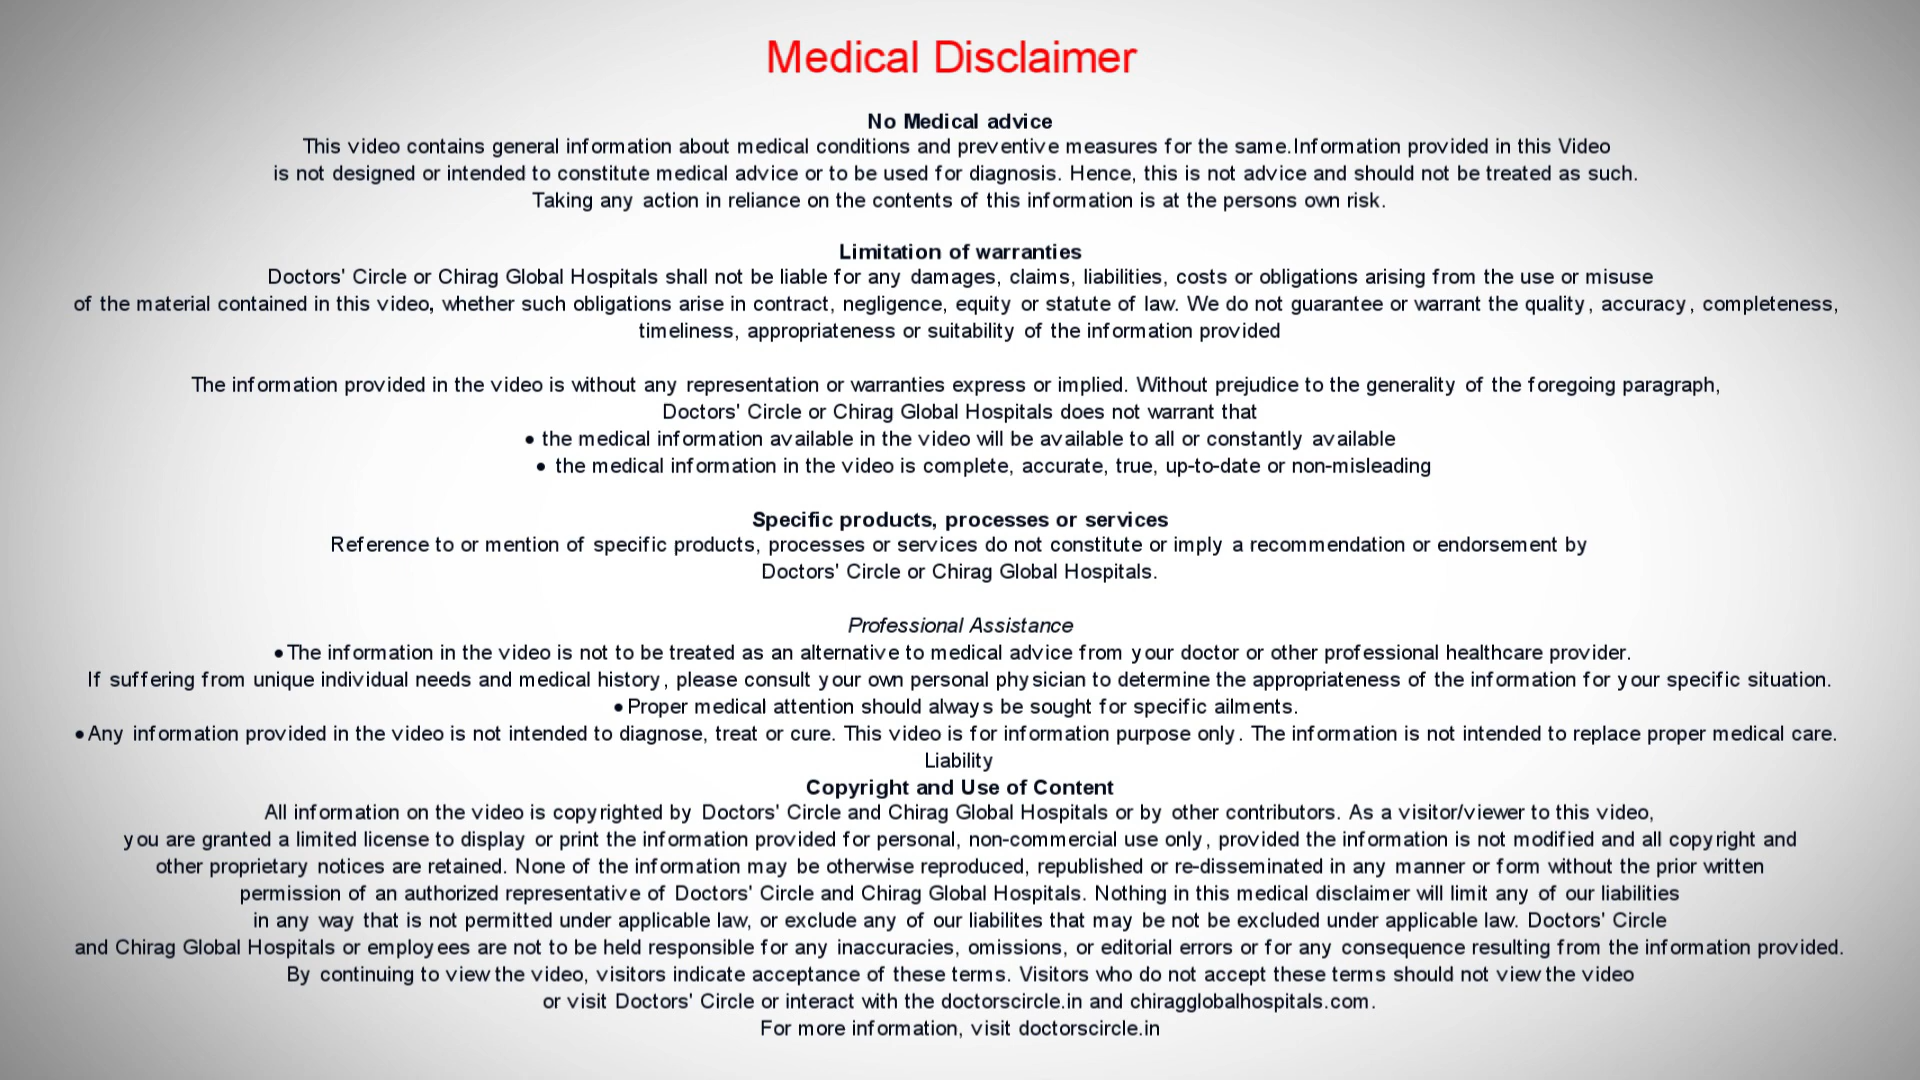 Medical Disclaimer
No Medical advice
This video contains general information about medical conditions and preventive measures for the same.Information provided in this Video
is not designed or intended to constitute medical advice or to be used for diagnosis. Hence, this is not advice and should not be treated as such.
Taking any action in reliance on the contents of this information is at the persons own risk.
Limitation of warranties
Doctors' Circle or Chirag Global Hospitals shall not be liable for any damages, claims, liabilities, costs or obligations arising from the use or misuse
of the material contained in this video, whether such obligations arise in contract, negligence, equity or statute of law. We do not guarantee or warrant the quality, accuracy, completeness,
timeliness, appropriateness or suitability of the information provided
The information provided in the video is without any representation or warranties express or implied. Without prejudice to the generality of the foregoing paragraph,
Doctors' Circle or Chirag Global Hospitals does not warrant that
• the medical information available in the video will be available to all or constantly available
• the medical information in the video is complete, accurate, true, up-to-date or non-misleading
Specific products, processes or services
Reference to or mention of specific products, processes or services do not constitute or imply a recommendation or endorsement by
Doctors' Circle or Chirag Global Hospitals.
Professional Assistance
•The information in the video is not to be treated as an alternative to medical advice from your doctor or other professional healthcare provider.
If suffering from unique individual needs and medical history, please consult your own personal physician to determine the appropriateness of the information for your specific situation.
•Proper medical attention should always be sought for specific ailments.
•Any information provided in the video is not intended to diagnose, treat or cure. This video is for information purpose only. The information is not intended to replace proper medical care.
Liability
Copyright and Use of Content
All information on the video is copyrighted by Doctors' Circle and Chirag Global Hospitals or by other contributors. As a visitor/viewer to this video,
you are granted a limited license to display or print the information provided for personal, non-commercial use only, provided the information is not modified and all copyright and
other proprietary notices are retained. None of the information may be otherwise reproduced, republished or re-disseminated in any manner or form without the prior written
permission of an authorized representative of Doctors' Circle and Chirag Global Hospitals. Nothing in this medical disclaimer will limit any of our liabilities
in any way that is not permitted under applicable law, or exclude any of our liabilites that may be not be excluded under applicable law. Doctors' Circle
and Chirag Global Hospitals or employees are not to be held responsible for any inaccuracies, omissions, or editorial errors or for any consequence resulting from the information provided.
By continuing to view the video, visitors indicate acceptance of these terms. Visitors who do not accept these terms should not view the video
or visit Doctors' Circle or interact with the doctorscircle.in and chiragglobalhospitals.com.
For more information, visit doctorscircle.in